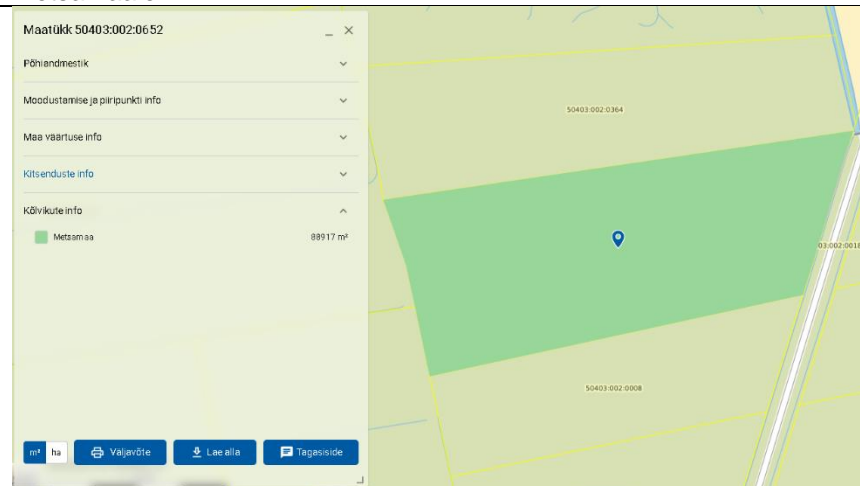 Maatükk 50403:002:0652
Põhiandmestik
Moodustamise ja piiripunkti info
Maa väärtuse info
Kitsenduste info
Kõlvikute info
Metsamaa 88917 m²
m² ha Väljavõte Lae alla Tagasiside
50403:002:0364
03:002:0018
50403:002:0008